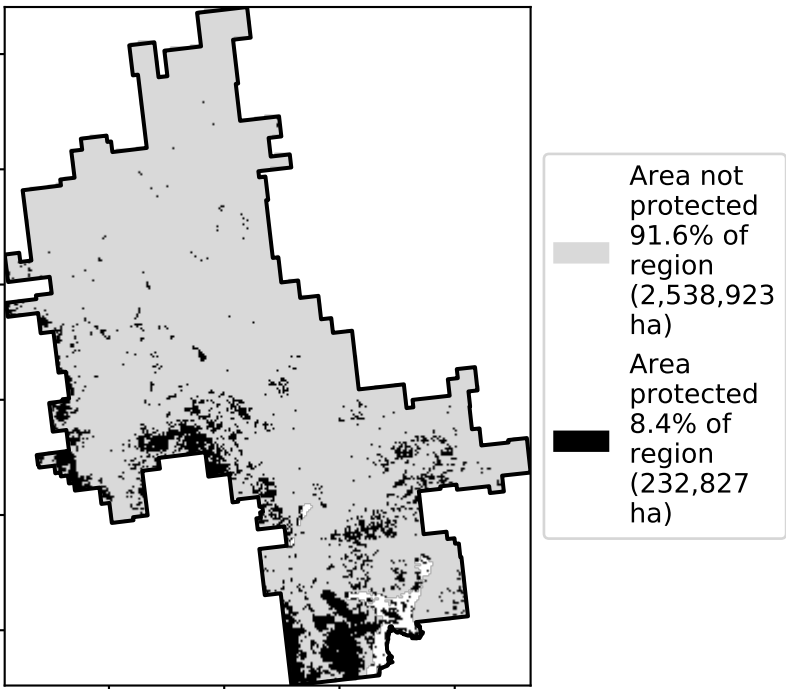 Area not
protected
91.6% of
region
(2,538,923
ha)
Area
protected
8.4% of
region
(232,827
ha)